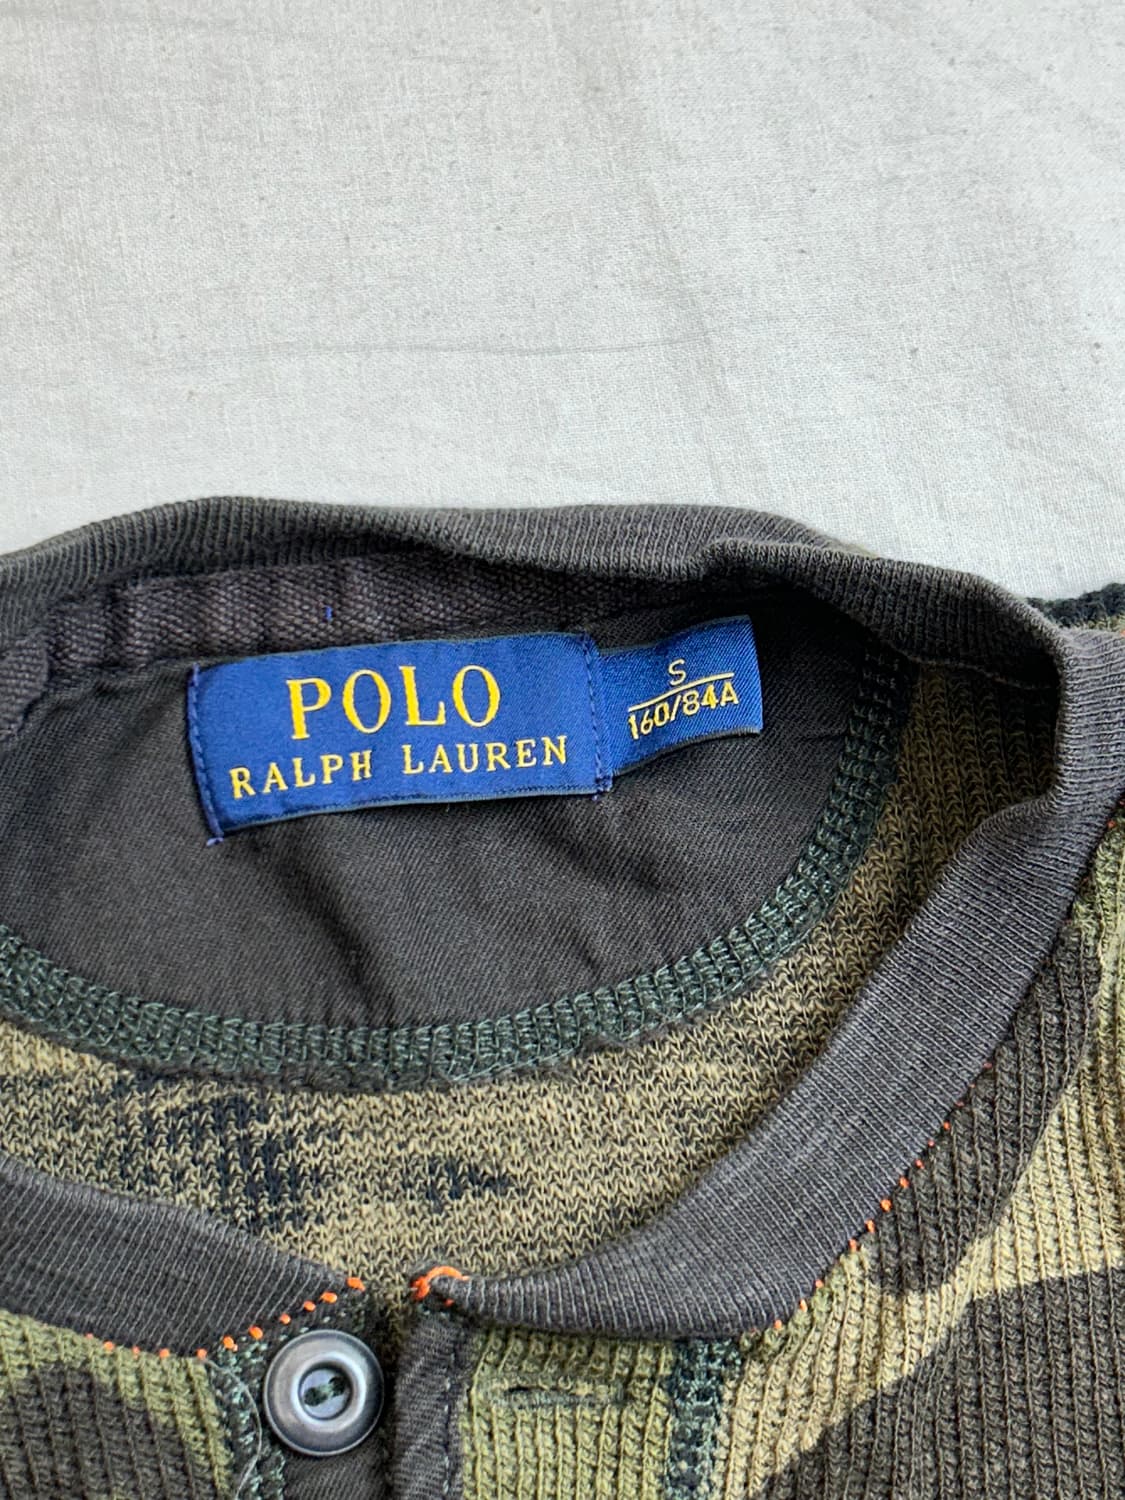 POLO
RALPH LAUREN
S
160/84A